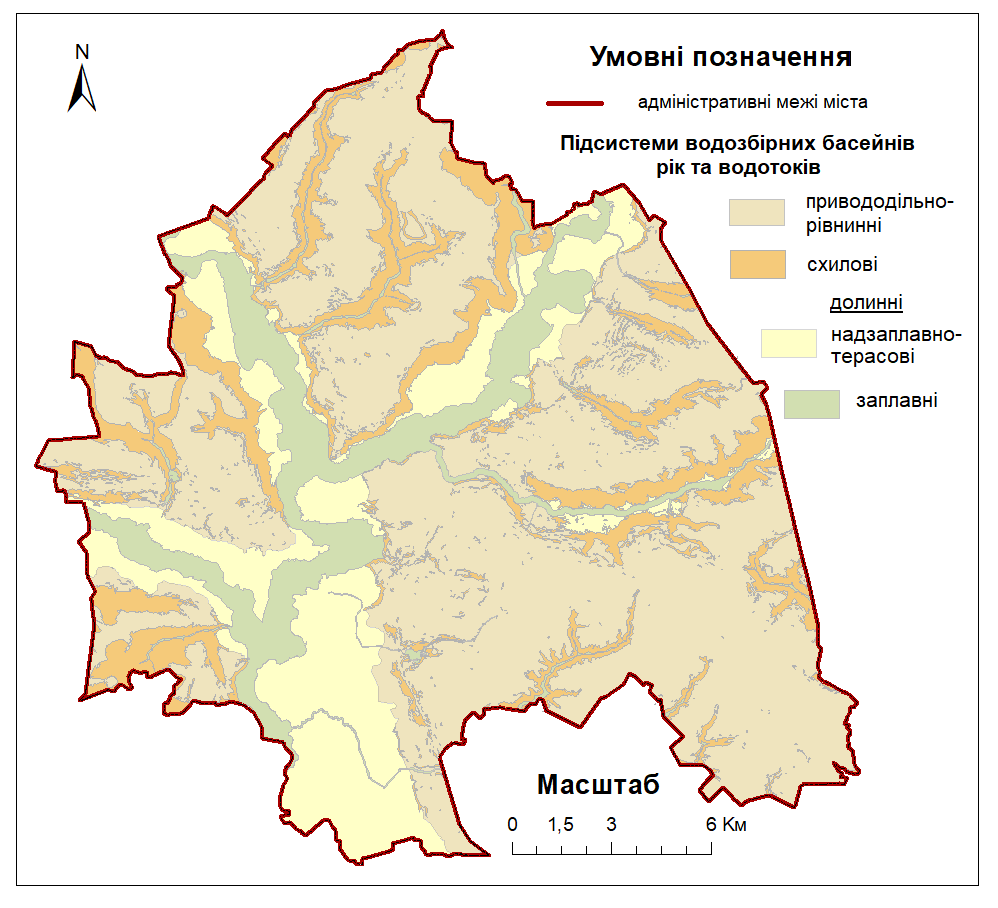 N
Умовні позначення
адміністративні межі міста
Підсистеми водозбірних басейнів
рік та водотоків
привододільно-
рівнинні
схилові
долинні
надзаплавно-
терасові
заплавні
Масштаб
0 1,5 3 6 Км